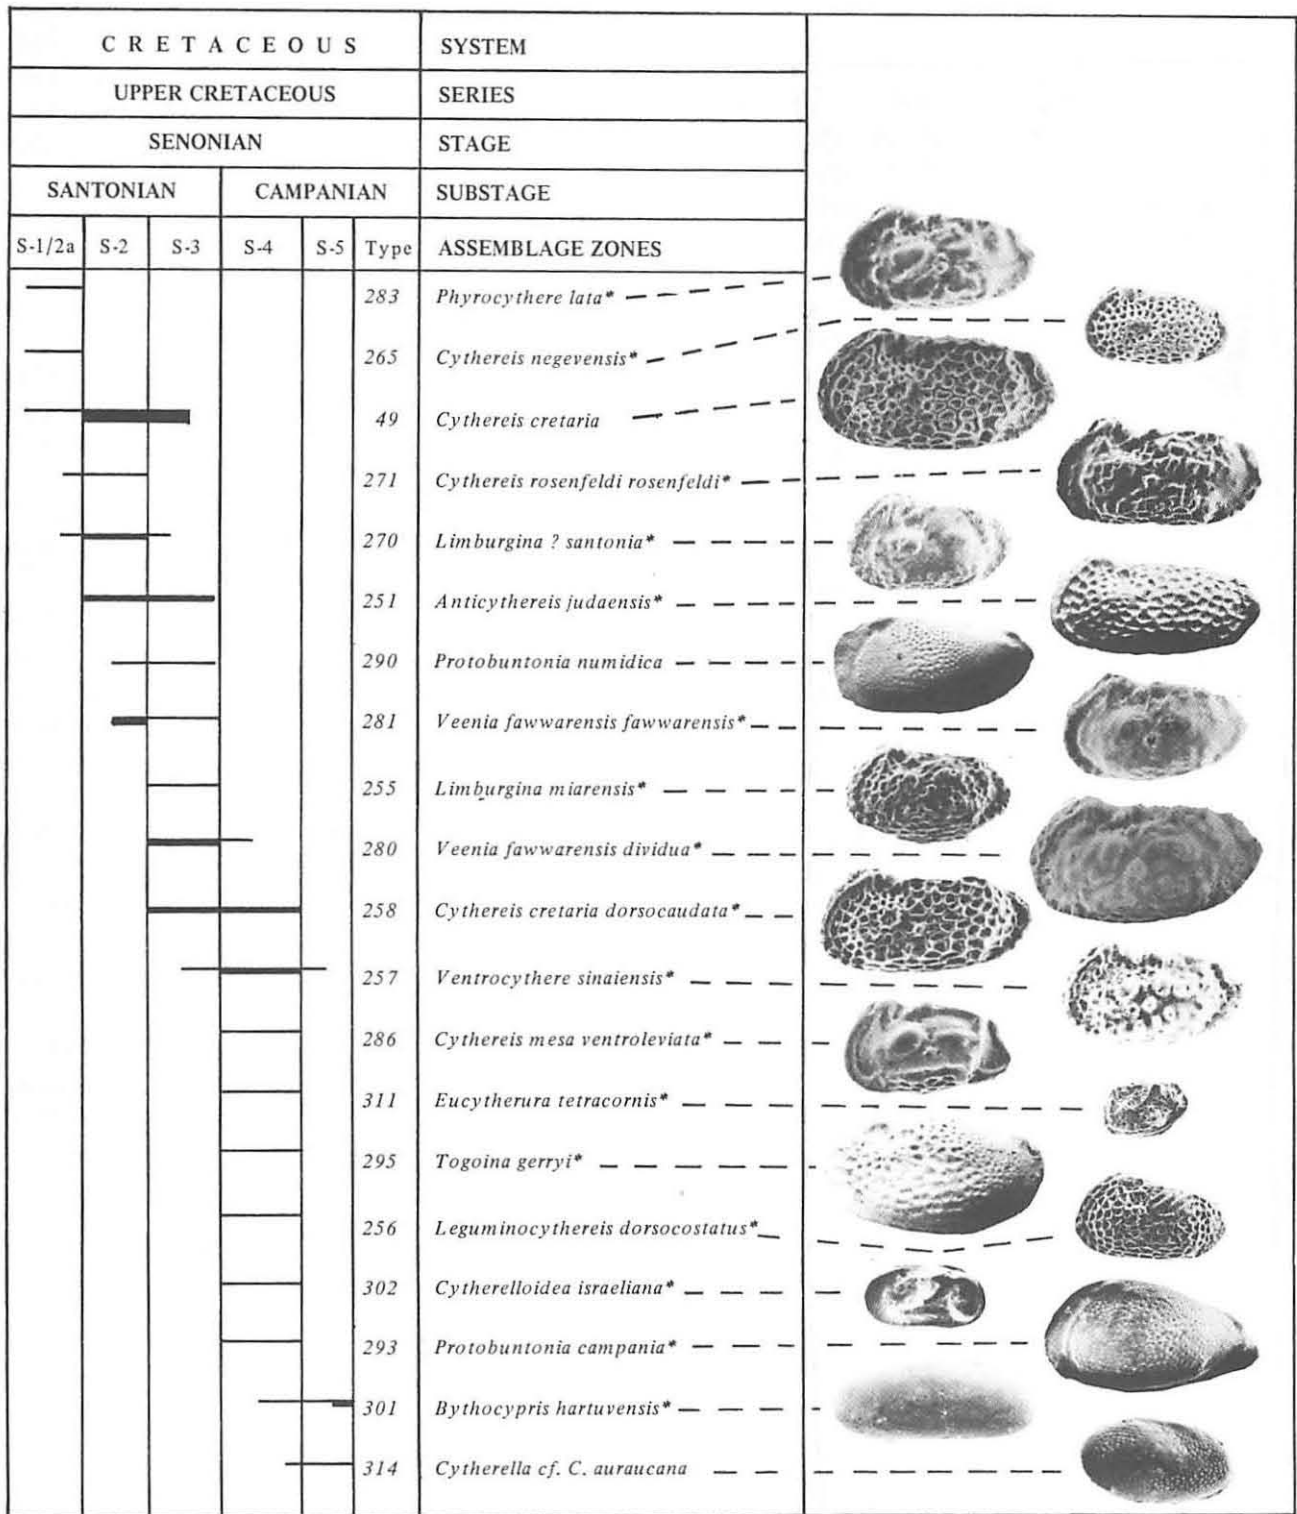 CRETACEOUS SYSTEM
UPPER CRETACEOUS SERIES
SENONIAN STAGE
SANTONIAN CAMPANIAN SUBSTAGE
S-1/2a S-2 S-3 S-4 S-5 Type ASSEMBLAGE ZONES
283 Phyrocythere lata*
265 Cythereis negevensis*
49 Cythereis cretaria
271 Cythereis rosenfeldi rosenfeldi*
270 Limburgina ? santonia*
251 Anticythereis judaensis*
290 Protobuntonia numidica
281 Veenia fawwarensis fawwarensis*
255 Limburgina miarensis*
280 Veenia fawwarensis dividua*
258 Cythereis cretaria dorsocaudata*
257 Ventrocythere sinaiensis*
286 Cythereis mesa ventroleviata*
311 Eucytherura tetracornis*
295 Togoina gerryi*
256 Leguminocythereis dorsocostatus*
302 Cytherelloidea israeliana*
293 Protobuntonia campania*
301 Bythocypris hartuvensis*
314 Cytherella cf. C. auraucana